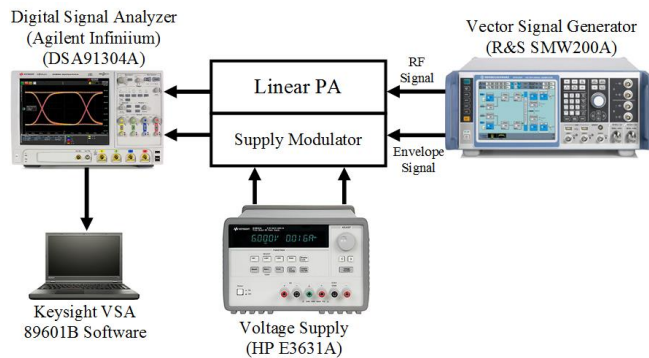 Digital Signal Analyzer
(Agilent Infiniium)
(DSA91304A)
Vector Signal Generator
(R&S SMW200A)
Linear PA
RF
Signal
Supply Modulator
Envelope
Signal
Keysight VSA
89601B Software
Voltage Supply
(HP E3631A)